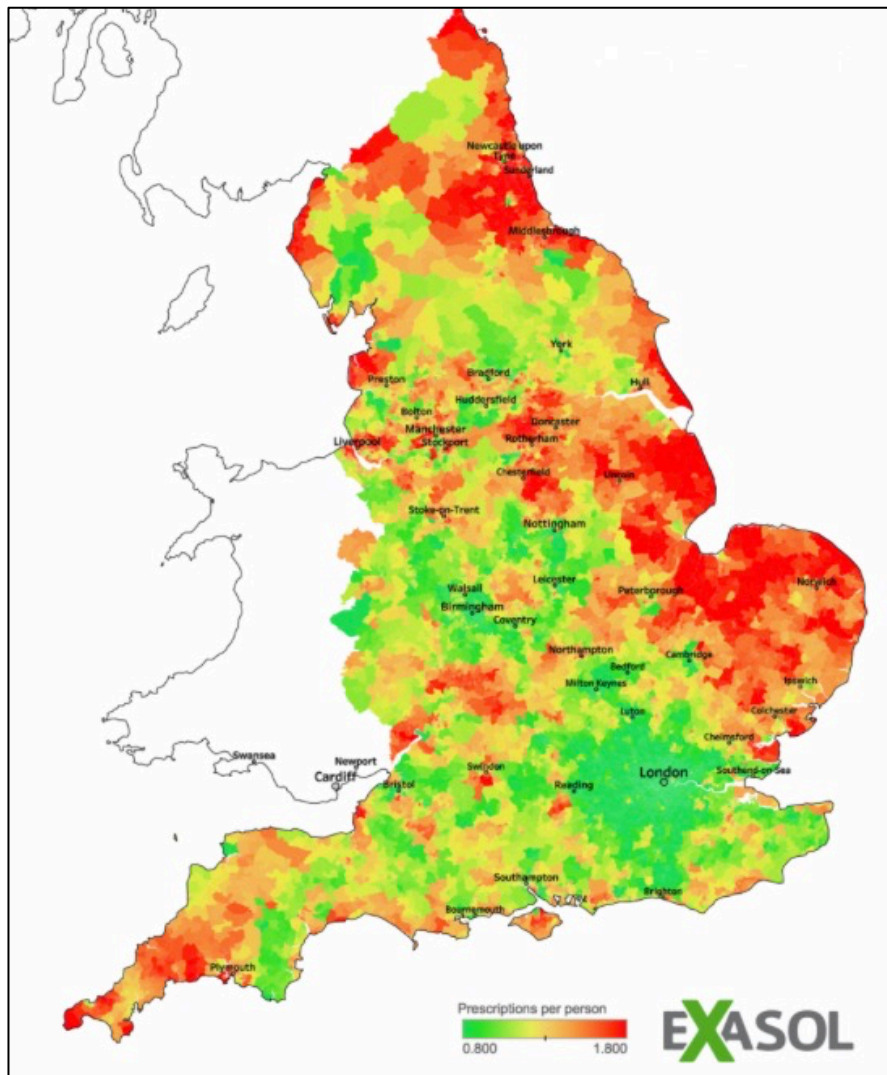 Newcastle upon
Tyne
Sunderland
Middlesbrough
York
Bradford
Preston
Hull
Huddersfield
Bolton
Manchester
Doncaster
Liverpool
Stockport
Rotherham
Chesterfield
Lincoln
Stoke-on-Trent
Nottingham
Walsall
Leicester
Peterborough
Norwich
Birmingham
Coventry
Northampton
Cambridge
Bedford
Milton Keynes
Ipswich
Luton
Colchester
Chelmsford
Swansea
Newport
Swindon
London
Southend-on-Sea
Cardiff
Bristol
Reading
Southampton
Brighton
Bournemouth
Plymouth
Prescriptions per person
0.800 1.800
EXASOL